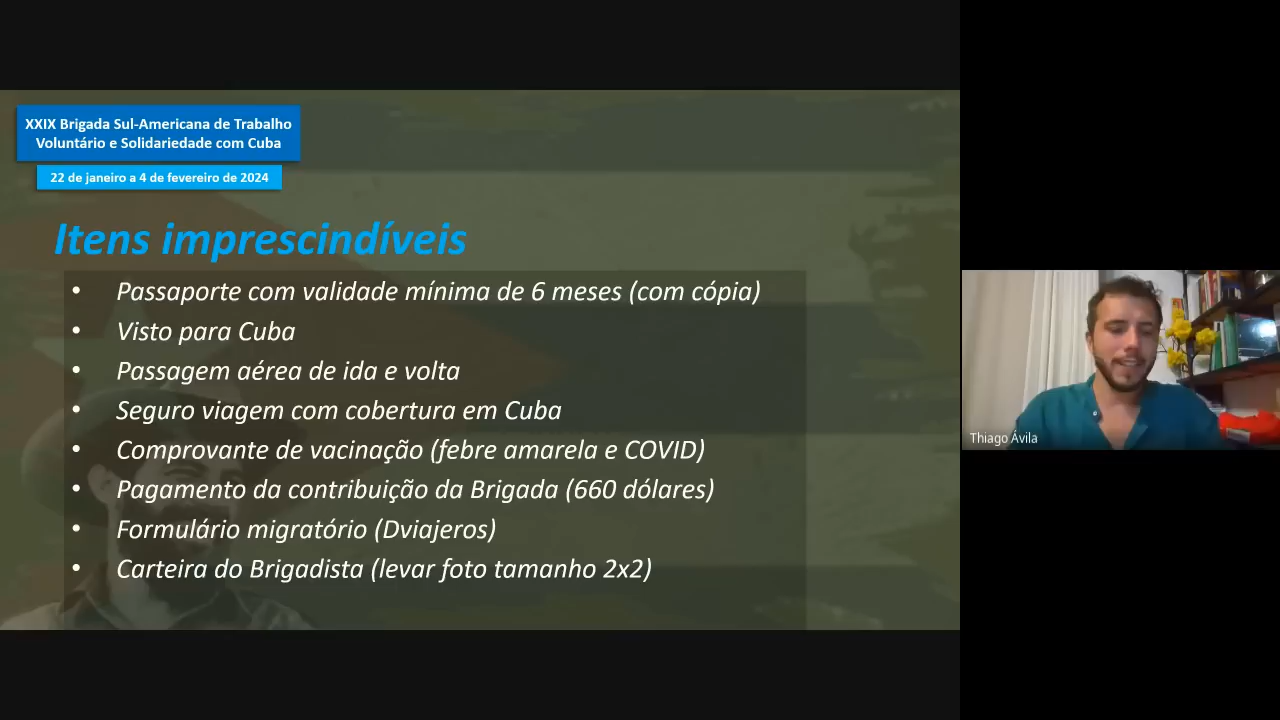 XXIX Brigada Sul-Americana de Trabalho
Voluntário e Solidariedade com Cuba
22 de janeiro a 4 de fevereiro de 2024
Itens imprescindíveis
• Passaporte com validade mínima de 6 meses (com cópia)
• Visto para Cuba
• Passagem aérea de ida e volta
• Seguro viagem com cobertura em Cuba
• Comprovante de vacinação (febre amarela e COVID)
• Pagamento da contribuição da Brigada (660 dólares)
• Formulário migratório (Dviajeros)
• Carteira do Brigadista (levar foto tamanho 2x2)
Thiago Ávila